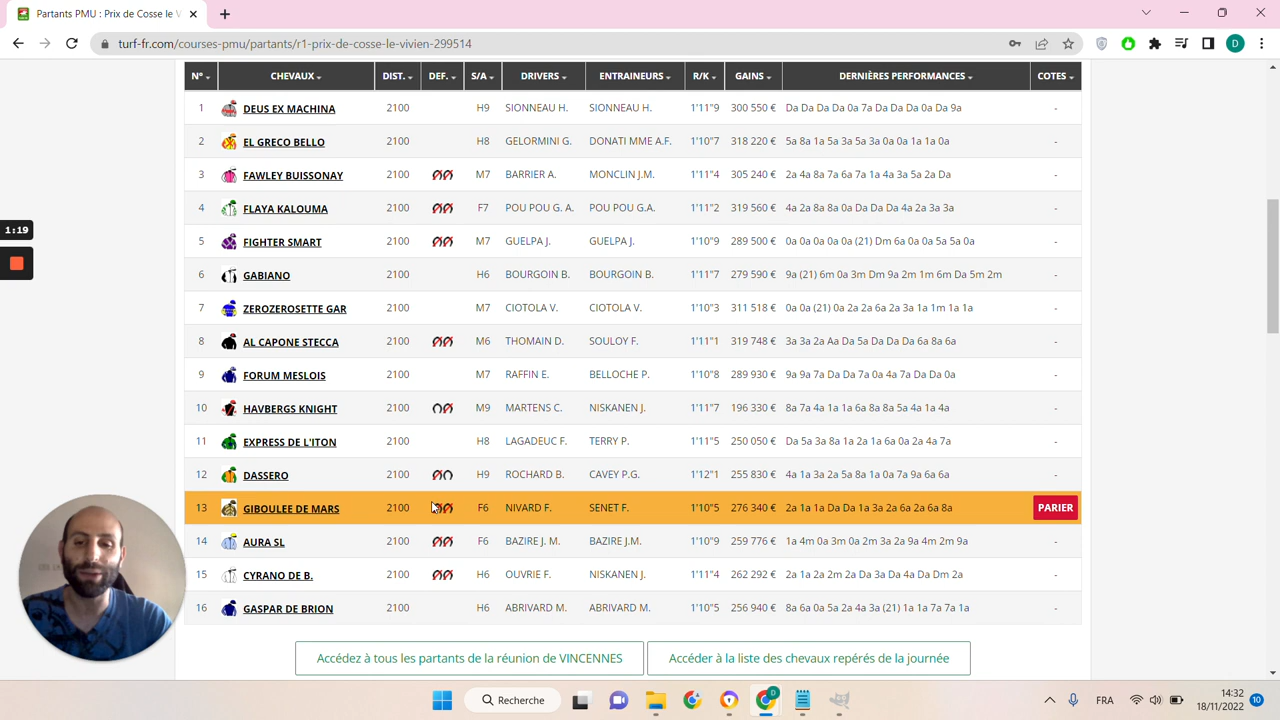 Partants PMU : Prix de Cosse le V
turf-fr.com/courses-pmu/partants/r1-prix-de-cosse-le-vivien-299514
D
N° CHEVAUX DIST. DEF. S/A DRIVERS ENTRAINEURS R/K GAINS DERNIÈRES PERFORMANCES COTES
1 DEUS EX MACHINA 2100 H9 SIONNEAU H. SIONNEAU H. 1'11"9 300 550 € Da Da Da Da 0a 7a Da Da Da 0a Da 9a -
2 EL GRECO BELLO 2100 H8 GELORMINI G. DONATI MME A.F. 1'10"7 318 220 € 5a 8a 1a 5a 3a 5a 3a 0a 0a 1a 1a 0a -
3 FAWLEY BUISSONAY 2100 M7 BARRIER A. MONCLIN J.M. 1'11"4 305 240 € 2a 4a 8a 7a 6a 7a 1a 4a 3a 5a 2a Da -
4 FLAYA KALOUMA 2100 F7 POU POU G. A. POU POU G.A. 1'11"2 319 560 € 4a 2a 8a 8a 0a Da Da Da 4a 2a 3a 3a -
1:19
5 FIGHTER SMART 2100 M7 GUELPA J. GUELPA J. 1'10"9 289 500 € 0a 0a 0a 0a 0a (21) Dm 6a 0a 0a 5a 5a 0a -
6 GABIANO 2100 H6 BOURGOIN B. BOURGOIN B. 1'11"7 279 590 € 9a (21) 6m 0a 3m Dm 9a 2m 1m 6m Da 5m 2m -
7 ZEROZEROSETTE GAR 2100 M7 CIOTOLA V. CIOTOLA V. 1'10"3 311 518 € 0a 0a (21) 0a 2a 2a 6a 2a 3a 1a 1m 1a 1a -
8 AL CAPONE STECCA 2100 M6 THOMAIN D. SOULOY F. 1'11"1 319 748 € 3a 3a 2a Aa Da 5a Da Da Da 6a 8a 6a -
9 FORUM MESLOIS 2100 M7 RAFFIN E. BELLOCHE P. 1'10"8 289 930 € 9a 9a 7a Da Da 7a 0a 4a 7a Da Da 0a -
10 HAVBERGS KNIGHT 2100 M9 MARTENS C. NISKANEN J. 1'11"7 196 330 € 8a 7a 4a 1a 1a 6a 8a 8a 5a 4a 1a 4a -
11 EXPRESS DE L'ITON 2100 H8 LAGADEUC F. TERRY P. 1'11"5 250 050 € Da 5a 3a 8a 1a 2a 1a 6a 0a 2a 4a 7a -
12 DASSERO 2100 H9 ROCHARD B. CAVEY P.G. 1'12"1 255 830 € 4a 1a 3a 2a 5a 8a 1a 0a 7a 9a 6a 6a -
13 GIBOULEE DE MARS 2100 F6 NIVARD F. SENET F. 1'10"5 276 340 € 2a 1a 1a Da Da 1a 3a 2a 6a 2a 6a 8a PARIER
14 AURA SL 2100 F6 BAZIRE J. M. BAZIRE J.M. 1'10"9 259 776 € 1a 4m 0a 3m 0a 2m 3a 2a 9a 4m 2m 9a -
15 CYRANO DE B. 2100 H6 OUVRIE F. NISKANEN J. 1'11"4 262 292 € 2a 1a 2a 2m 2a Da 3a Da 4a Da Dm 2a -
16 GASPAR DE BRION 2100 H6 ABRIVARD M. ABRIVARD M. 1'10"5 256 940 € 8a 6a 0a 5a 2a 4a 3a (21) 1a 1a 7a 7a 1a -
Accédez à tous les partants de la réunion de VINCENNES Accéder à la liste des chevaux repérés de la journée
Recherche
D
FRA
14:32
18/11/2022
10